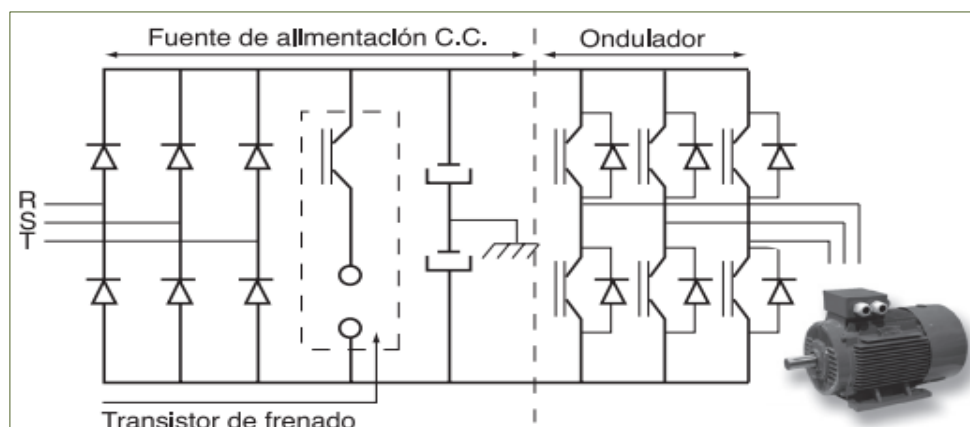 Fuente de alimentación C.C.
Ondulador
R
S
T
Transistor de frenado